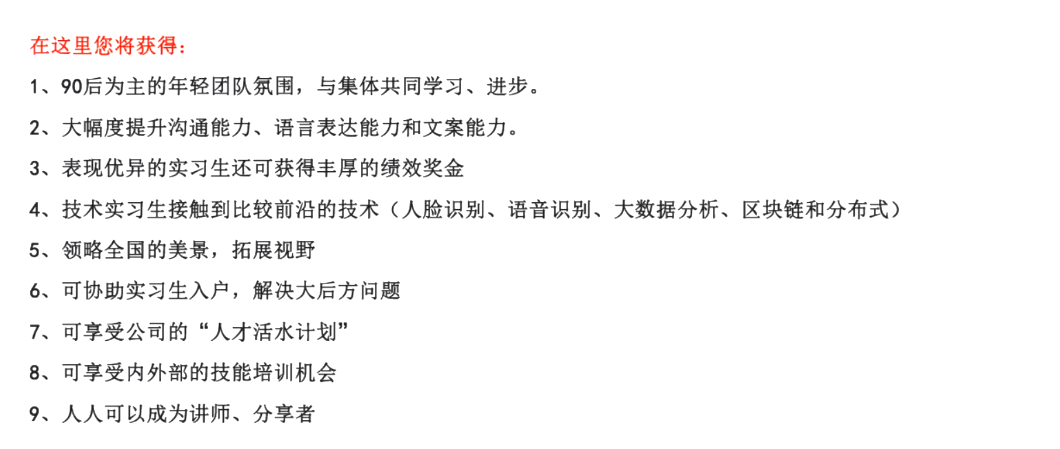 在这里您将获得：
1、90后为主的年轻团队氛围，与集体共同学习、进步。
2、大幅度提升沟通能力、语言表达能力和文案能力。
3、表现优异的实习生还可获得丰厚的绩效奖金
4、技术实习生接触到比较前沿的技术（人脸识别、语音识别、大数据分析、区块链和分布式）
5、领略全国的美景，拓展视野
6、可协助实习生入户，解决大后方问题
7、可享受公司的“人才活水计划”
8、可享受内外部的技能培训机会
9、人人可以成为讲师、分享者